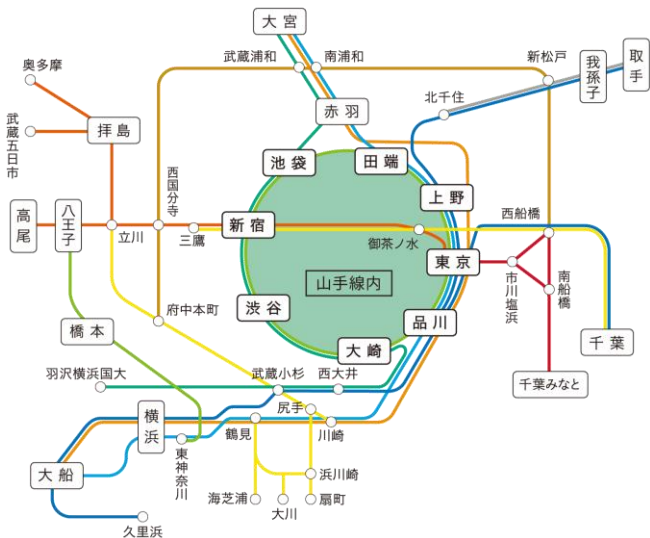 大宮
武蔵浦和
南浦和
新松戸
我孫子
取手
奥多摩
北千住
赤羽
武蔵五日市
拝島
池袋
田端
西国分寺
上野
高尾
八王子
立川
三鷹
新宿
御茶ノ水
西船橋
東京
市川塩浜
南船橋
山手線内
渋谷
品川
府中本町
橋本
大崎
千葉
羽沢横浜国大
武蔵小杉
西大井
千葉みなと
横浜
尻手
鶴見
川崎
東神奈川
大船
浜川崎
海芝浦
大川
扇町
久里浜